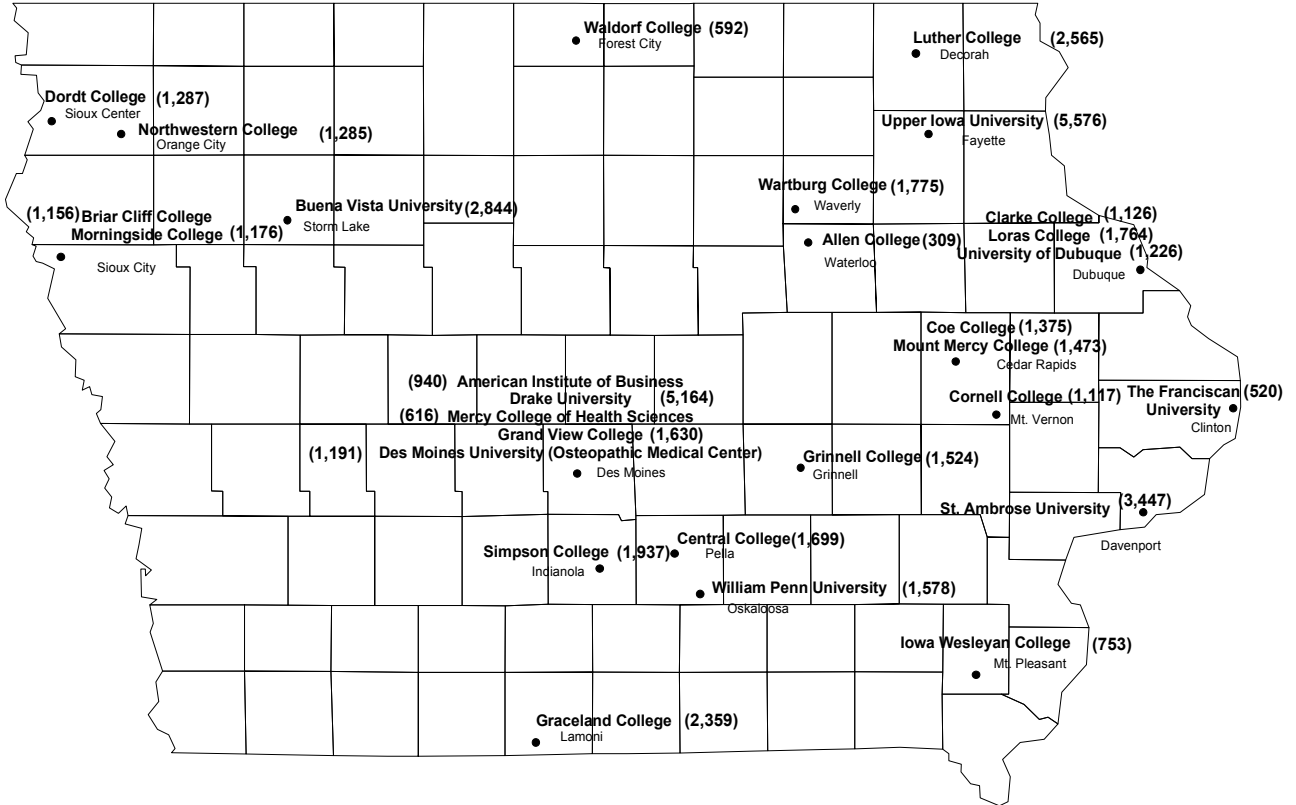 Waldorf College (592)
Forest City
Luther College (2,565)
Decorah
Dordt College (1,287)
Sioux Center
Northwestern College (1,285)
Orange City
Upper Iowa University (5,576)
Fayette
Wartburg College (1,775)
Waverly
(1,156) Briar Cliff College
Morningside College (1,176)
Sioux City
Buena Vista University (2,844)
Storm Lake
Allen College (309)
Waterloo
Clarke College (1,126)
Loras College (1,764)
University of Dubuque (1,226)
Dubuque
Coe College (1,375)
Mount Mercy College (1,473)
Cedar Rapids
(940) American Institute of Business
Drake University (5,164)
(616) Mercy College of Health Sciences
Grand View College (1,630)
(1,191) Des Moines University (Osteopathic Medical Center)
Des Moines
Cornell College (1,117)
Mt. Vernon
The Franciscan (520)
University
Clinton
Grinnell College (1,524)
Grinnell
St. Ambrose University (3,447)
Davenport
Simpson College (1,937)
Indianola
Central College (1,699)
Pella
William Penn University (1,578)
Oskaloosa
Iowa Wesleyan College (753)
Mt. Pleasant
Graceland College (2,359)
Lamoni